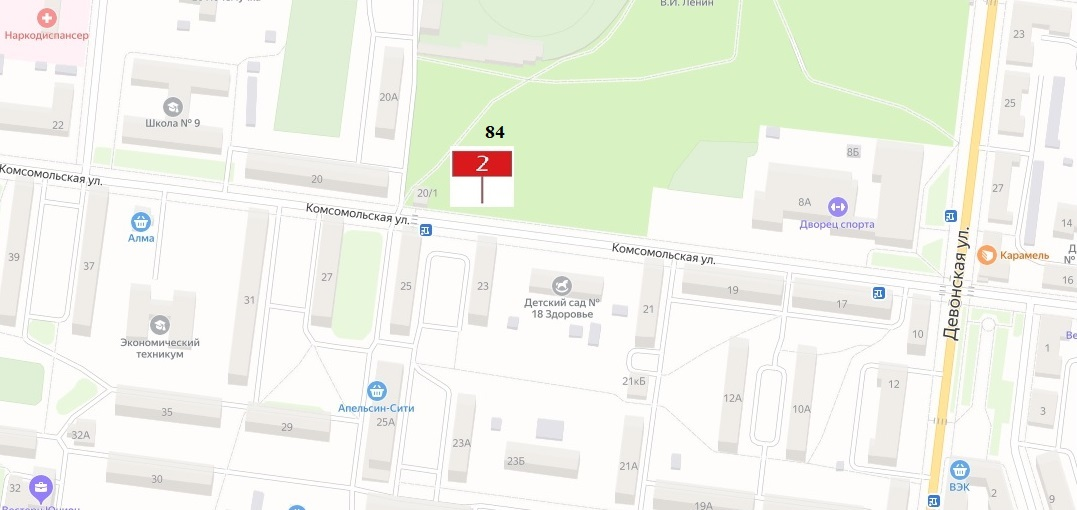 В.И. Ленин
Наркодиспансер
23
20А
25
22
Школа № 9
84
2
8Б
Комсомольская ул.
20
20/1
27
8А
Дворец спорта
14
Комсомольская ул.
Алма
Комсомольская ул.
Девонская ул.
Карамель
39
37
27
25
23
Детский сад №
18 Здоровье
19
17
16
31
21
10
Экономический
техникум
1
21кБ
12
12А
10А
3
Апельсин-Сити
35
25А
29
32А
23А
23Б
21А
30
32
ВЭК
2
9
19А